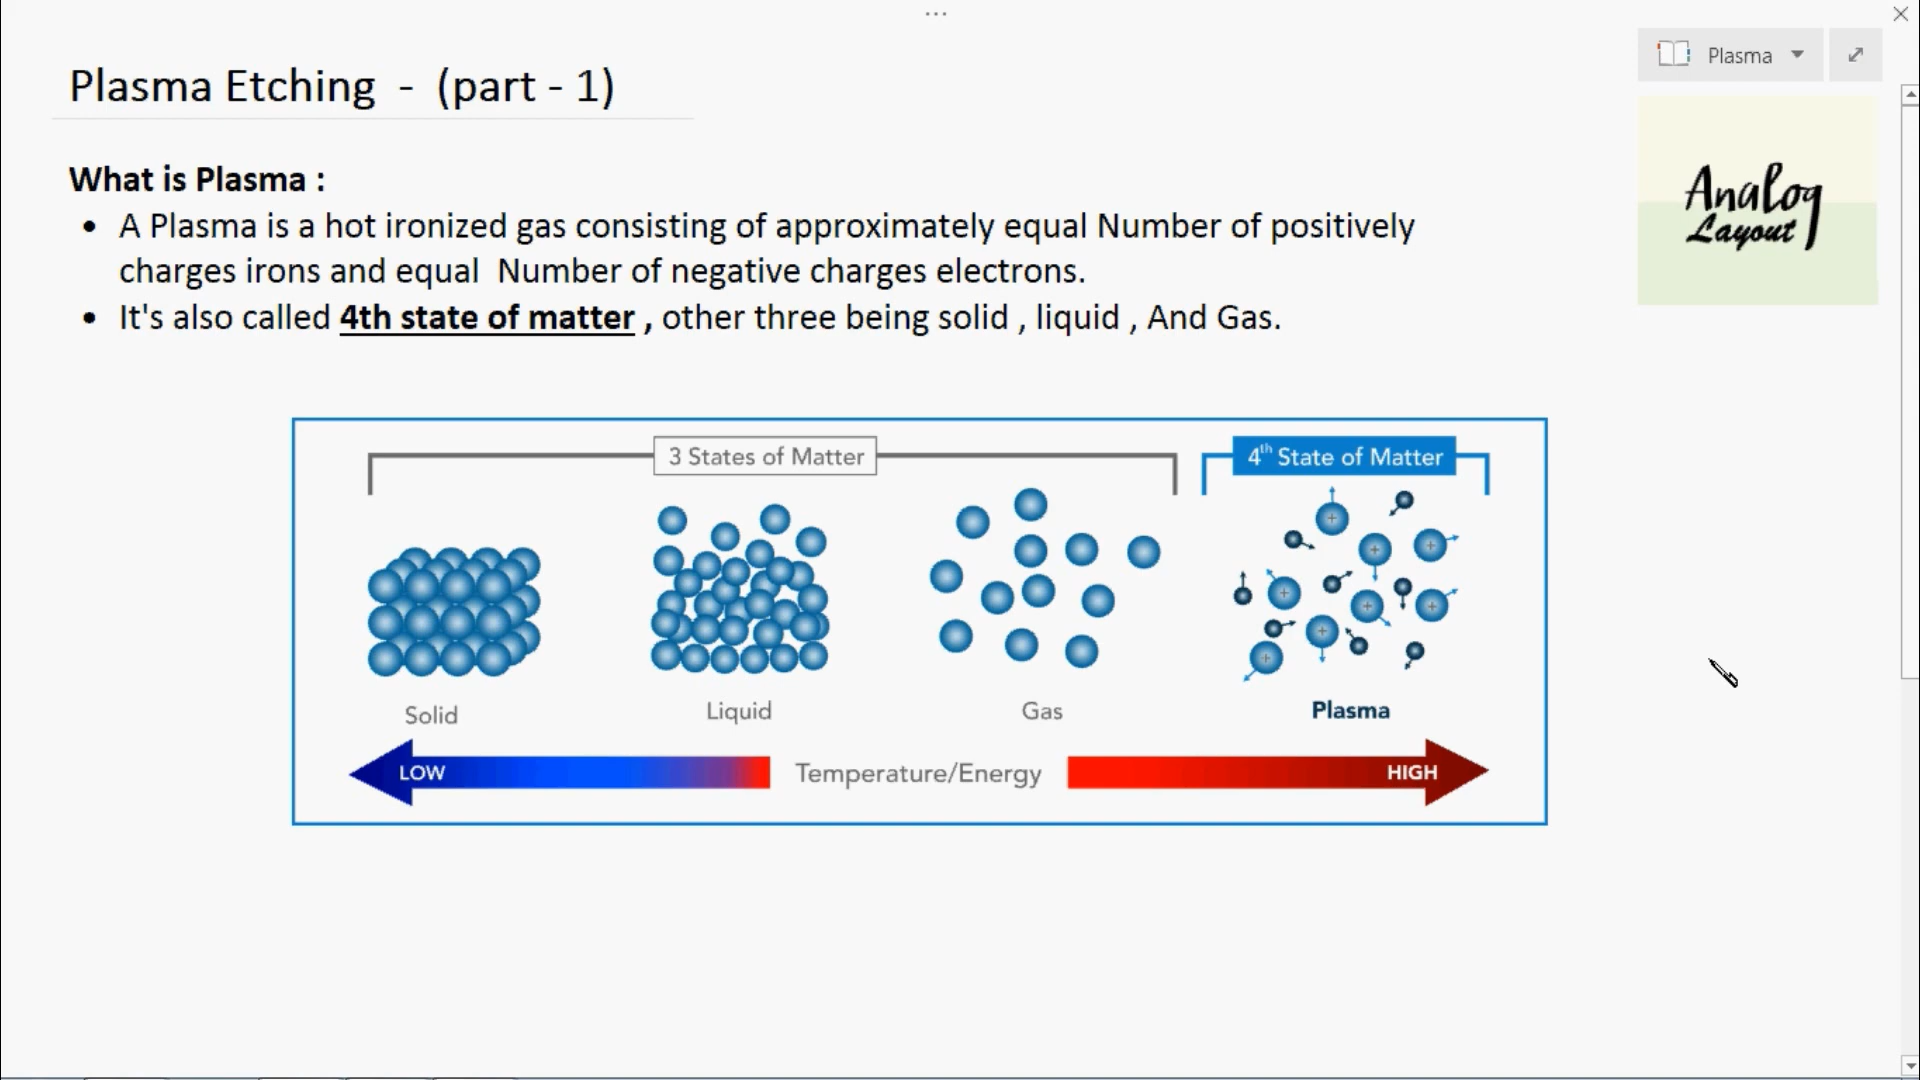 Plasma Etching - (part - 1)
Plasma
Analog
Layout
What is Plasma :
• A Plasma is a hot ironized gas consisting of approximately equal Number of positively
charges irons and equal Number of negative charges electrons.
• It's also called 4th state of matter , other three being solid , liquid , And Gas.
3 States of Matter
4th State of Matter
Solid
Liquid
Gas
Plasma
LOW
Temperature/Energy
HIGH